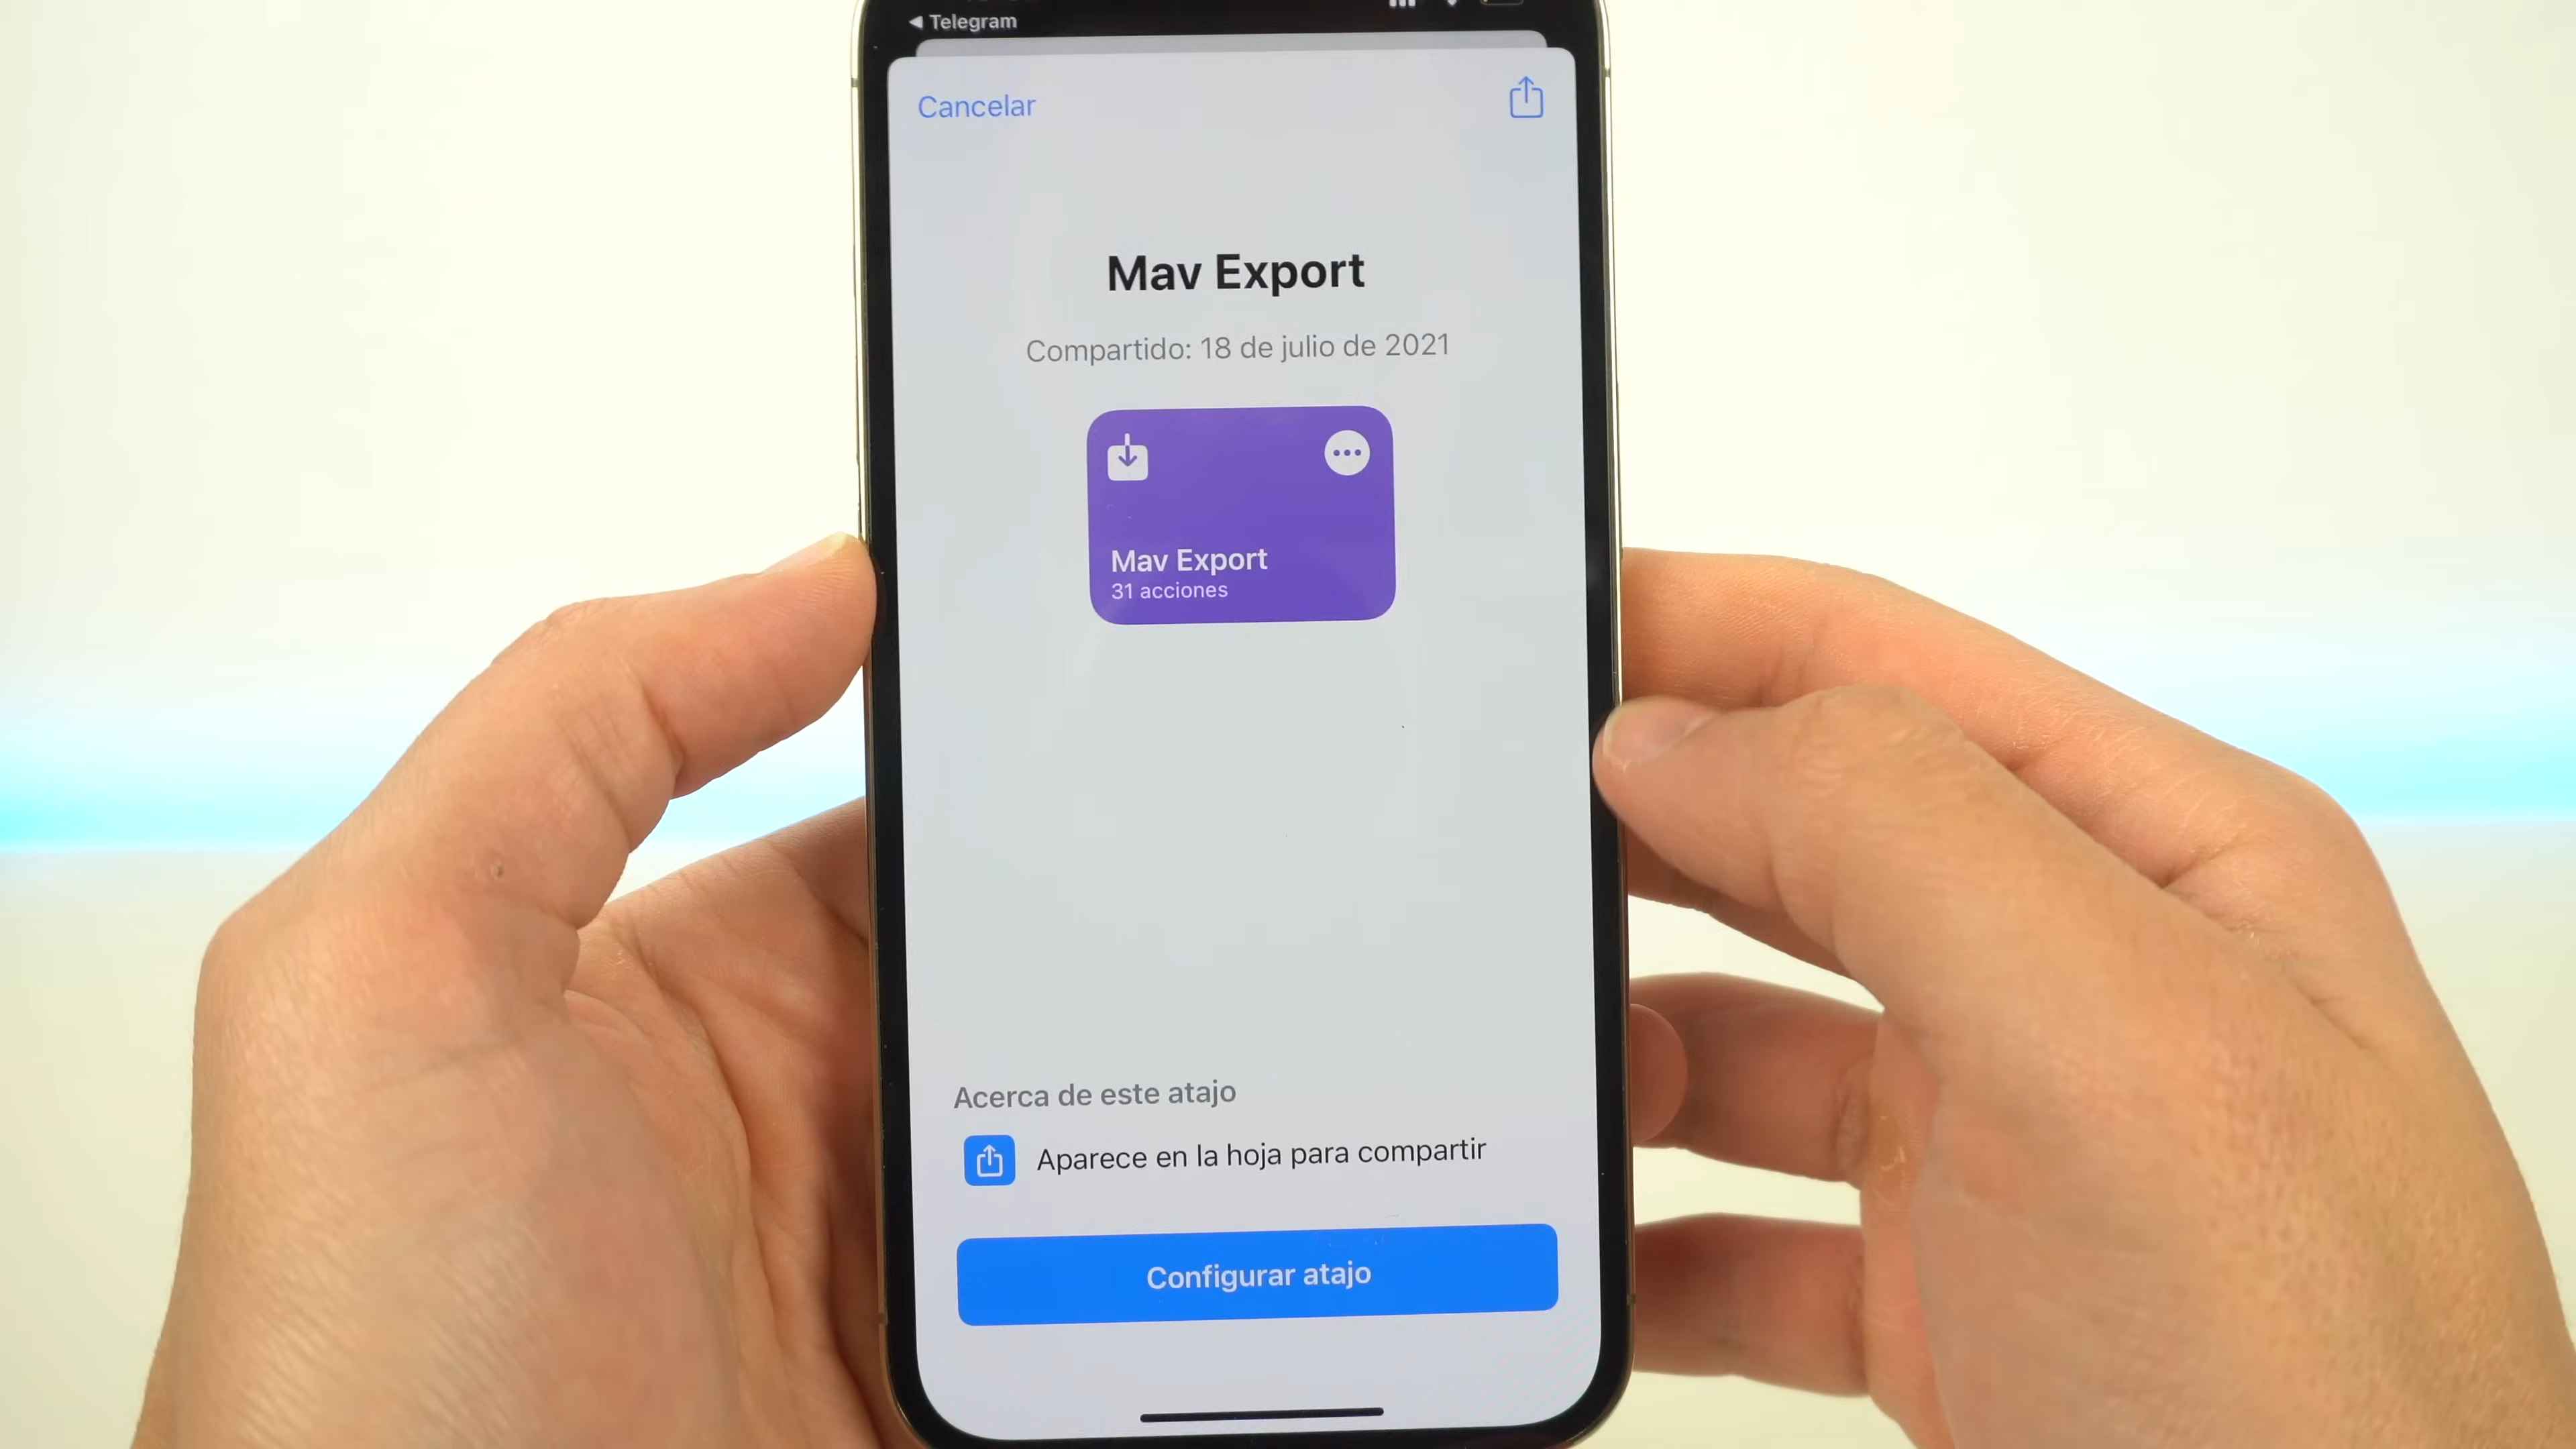 ◀ Telegram
Cancelar
Mav Export
Compartido: 18 de julio de 2021
Mav Export
31 acciones
Acerca de este atajo
Aparece en la hoja para compartir
Configurar atajo